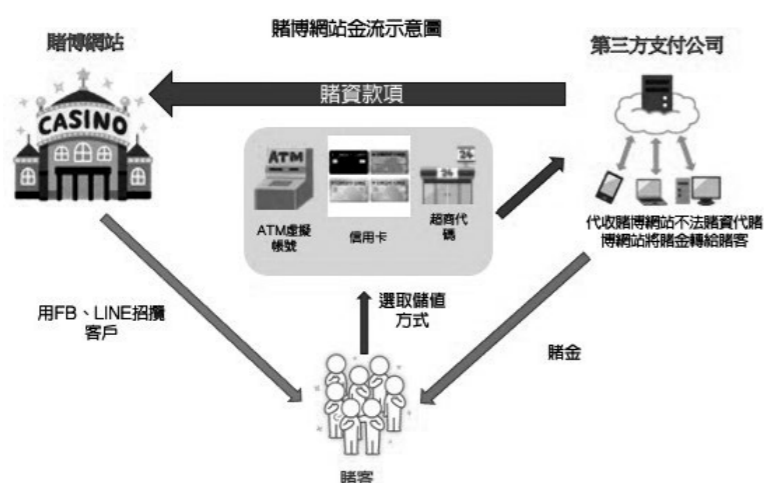 賭博網站金流示意圖
賭博網站
第三方支付公司
賭資款項
CASINO
ATM
24
24
ATM虛擬
帳號
信用卡
超商代
碼
代收賭博網站不法賭資代賭
博網站將賭金轉給賭客
用FB、LINE招攬
客戶
選取儲值
方式
賭金
賭客